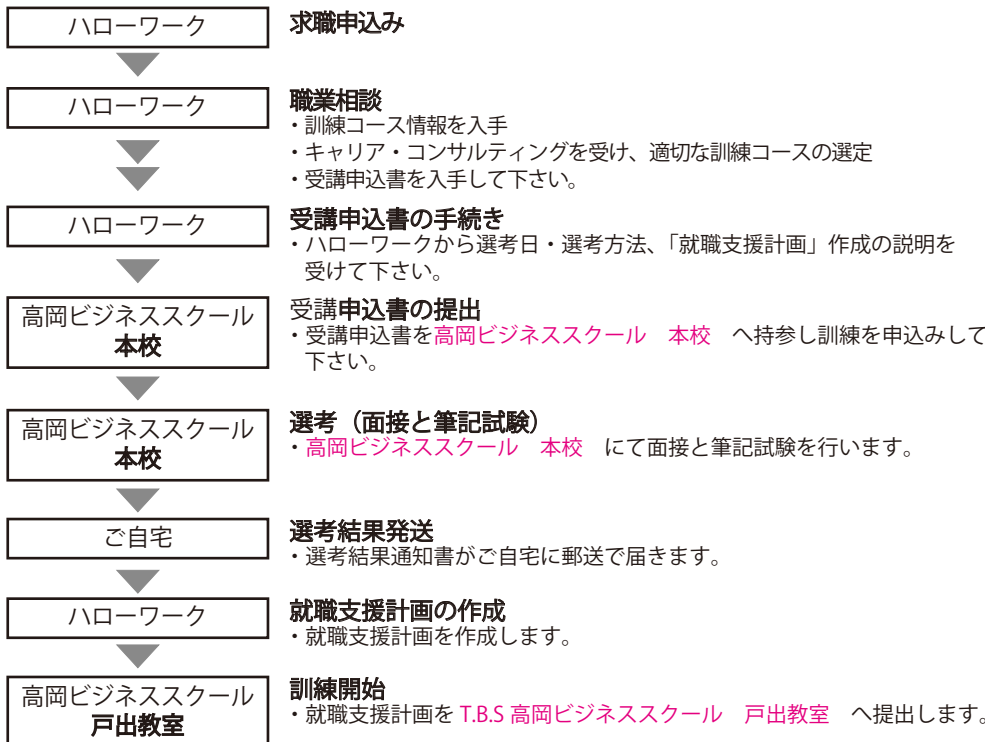 ハローワーク
求職申込み
ハローワーク
職業相談
・訓練コース情報を入手
・キャリア・コンサルティングを受け、適切な訓練コースの選定
・受講申込書を入手して下さい。
ハローワーク
受講申込書の手続き
・ハローワークから選考日・選考方法、「就職支援計画」作成の説明を
受けて下さい。
高岡ビジネススクール
本校
受講申込書の提出
・受講申込書を高岡ビジネススクール　本校　へ持参し訓練を申込みして
下さい。
高岡ビジネススクール
本校
選考（面接と筆記試験）
・高岡ビジネススクール　本校　にて面接と筆記試験を行います。
ご自宅
選考結果発送
・選考結果通知書がご自宅に郵送で届きます。
ハローワーク
就職支援計画の作成
・就職支援計画を作成します。
高岡ビジネススクール
戸出教室
訓練開始
・就職支援計画を T.B.S 高岡ビジネススクール　戸出教室　へ提出します。